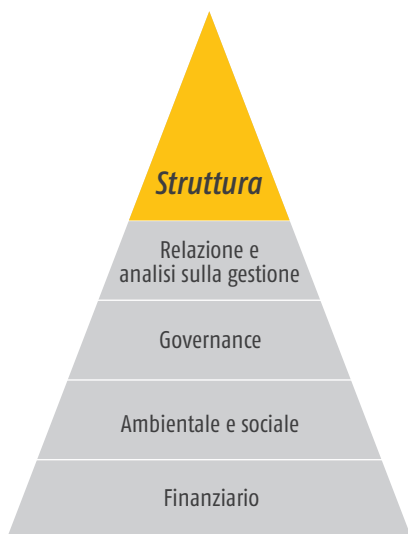 Struttura
Relazione e
analisi sulla gestione
Governance
Ambientale e sociale
Finanziario